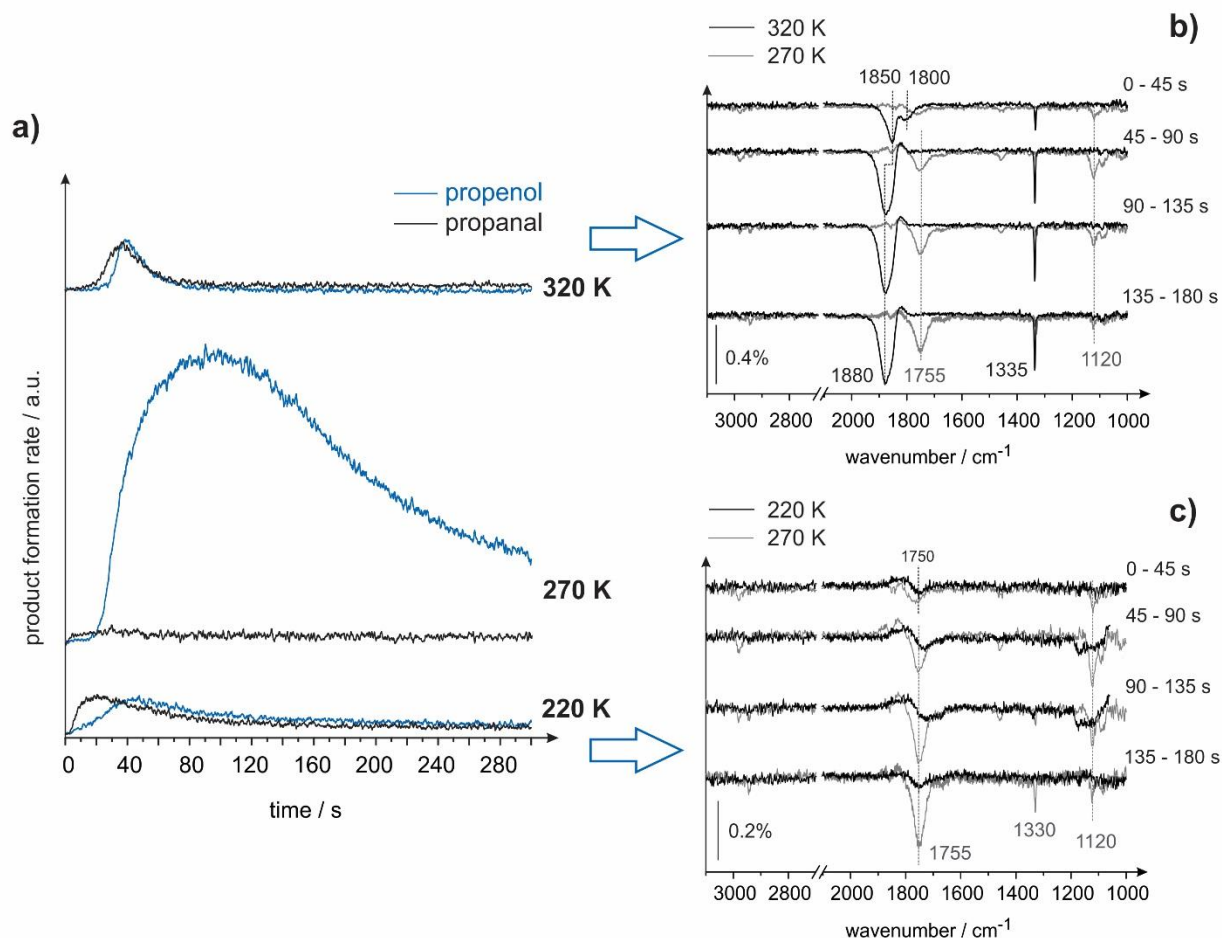 a)
propenol
propanal
320 K
270 K
220 K
product formation rate / a.u.
0 40 80 120 160 200 240 280
time / s
b)
320 K
270 K
1850 1800
0 - 45 s
45 - 90 s
90 - 135 s
135 - 180 s
0.4%
1880 1755 1335 1120
3000 2800 2000 1800 1600 1400 1200 1000
wavenumber / cm⁻¹
c)
220 K
270 K
1750
0 - 45 s
45 - 90 s
90 - 135 s
135 - 180 s
0.2%
1755 1330 1120
3000 2800 2000 1800 1600 1400 1200 1000
wavenumber / cm⁻¹